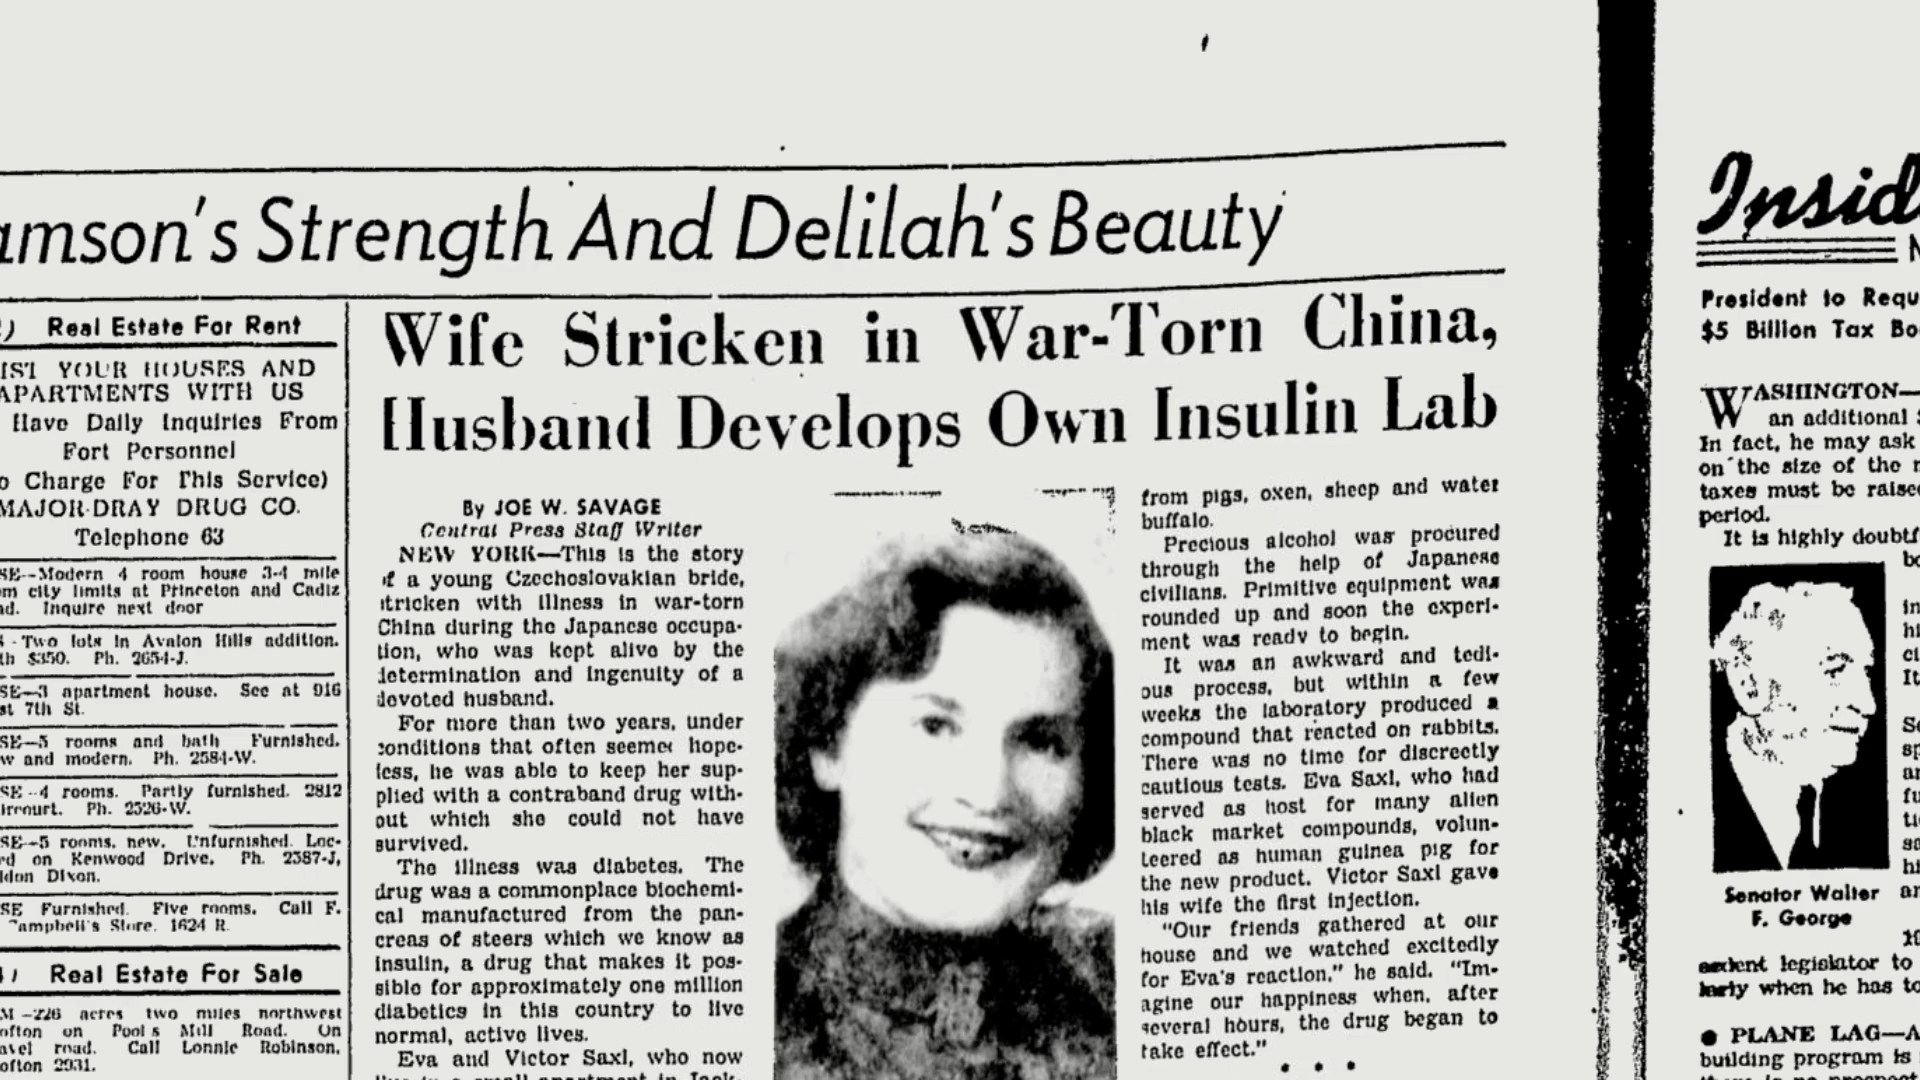 amson's Strength And Delilah's Beauty
Real Estate For Rent
IST YOUR HOUSES AND
APARTMENTS WITH US
Have Daily Inquiries From
Fort Personnel
o Charge For This Service)
MAJOR-DRAY DRUG CO.
Telephone 63
SE--Modern 4 room house 3-4 mile
m city limits at Princeton and Cadiz
ad. Inquire next door
Two lots in Avalon Hills addition.
th $350. Ph. 2654-J.
SE--3 apartment house. See at 916
st 7th St.
SE--5 rooms and bath Furnished.
w and modern. Ph. 2584-W.
SE--4 rooms. Partly furnished. 2812
ircourt. Ph. 2526-W.
SE--5 rooms, new. Unfurnished. Loc-
ed on Kenwood Drive. Ph. 2387-J,
ldon Dixon.
SE Furnished. Five rooms. Call F.
Campbell's Store. 1624 R.
Real Estate For Sale
M--226 acres two miles northwest
ofton on Pools Mill Road. On
avel road. Call Lonnie Robinson,
ofton 2931.
Wife Stricken in War-Torn China,
Husband Develops Own Insulin Lab
By JOE W. SAVAGE
Central Press Staff Writer
NEW YORK—This is the story
of a young Czechoslovakian bride,
stricken with illness in war-torn
China during the Japanese occupa-
tion, who was kept alive by the
determination and ingenuity of a
devoted husband.
For more than two years, under
conditions that often seemed hope-
less, he was able to keep her sup-
plied with a contraband drug with-
out which she could not have
survived.
The illness was diabetes. The
drug was a commonplace biochemi-
cal manufactured from the pan-
creas of steers which we know as
insulin, a drug that makes it pos-
sible for approximately one million
diabetics in this country to live
normal, active lives.
Eva and Victor Saxl, who now
live in a small apartment in Jack-
from pigs, oxen, sheep and water
buffalo.
Precious alcohol was procured
through the help of Japanese
civilians. Primitive equipment was
rounded up and soon the experi-
ment was ready to begin.
It was an awkward and tedi-
ous process, but within a few
weeks the laboratory produced a
compound that reacted on rabbits.
There was no time for discreetly
cautious tests. Eva Saxl, who had
served as host for many alien
black market compounds, volun-
teered as human guinea pig for
the new product. Victor Saxl gave
his wife the first injection.
"Our friends gathered at our
house and we watched excitedly
for Eva's reaction," he said. "Im-
agine our happiness when, after
several hours, the drug began to
take effect."
Insid
President to Requ
$5 Billion Tax Bo
WASHINGTON—
an additional $
In fact, he may ask
on the size of the
taxes must be raise
period.
It is highly doubtf
Senator Walter
F. George
legislator to
when he has to
● PLANE LAG—A
building program is